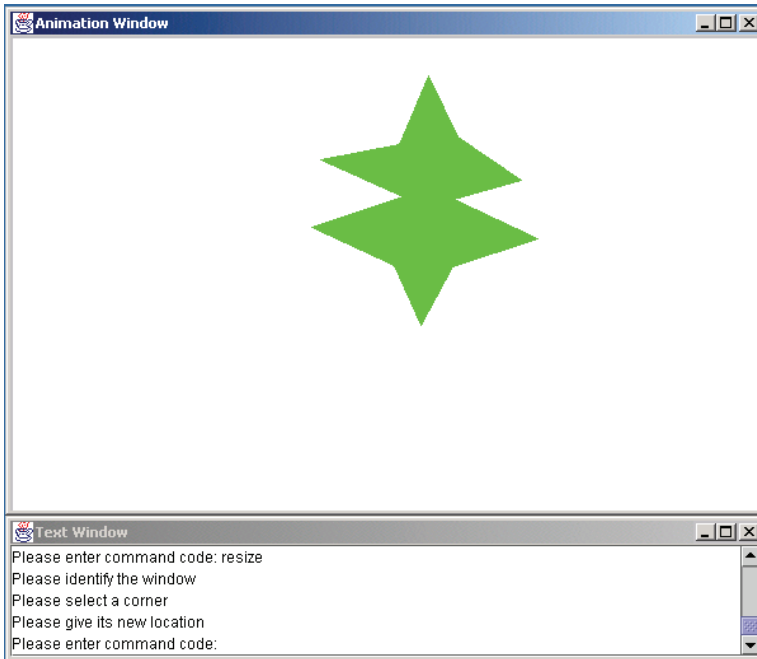 Animation Window
Text Window
Please enter command code: resize
Please identify the window
Please select a corner
Please give its new location
Please enter command code: